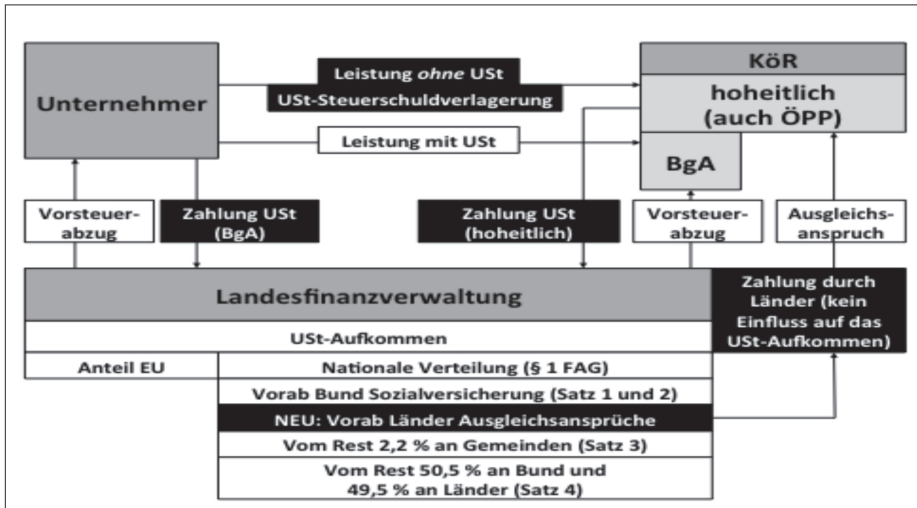 Unternehmer
Leistung ohne USt
USt-Steuerschuldverlagerung
Leistung mit USt
KöR
hoheitlich
(auch ÖPP)
BgA
Vorsteuer-
abzug
Zahlung USt
(BgA)
Zahlung USt
(hoheitlich)
Vorsteuer-
abzug
Ausgleichs-
anspruch
Landesfinanzverwaltung
Zahlung durch
Länder (kein
Einfluss auf das
USt-Aufkommen)
USt-Aufkommen
Anteil EU
Nationale Verteilung (§ 1 FAG)
Vorab Bund Sozialversicherung (Satz 1 und 2)
NEU: Vorab Länder Ausgleichsansprüche
Vom Rest 2,2 % an Gemeinden (Satz 3)
Vom Rest 50,5 % an Bund und
49,5 % an Länder (Satz 4)